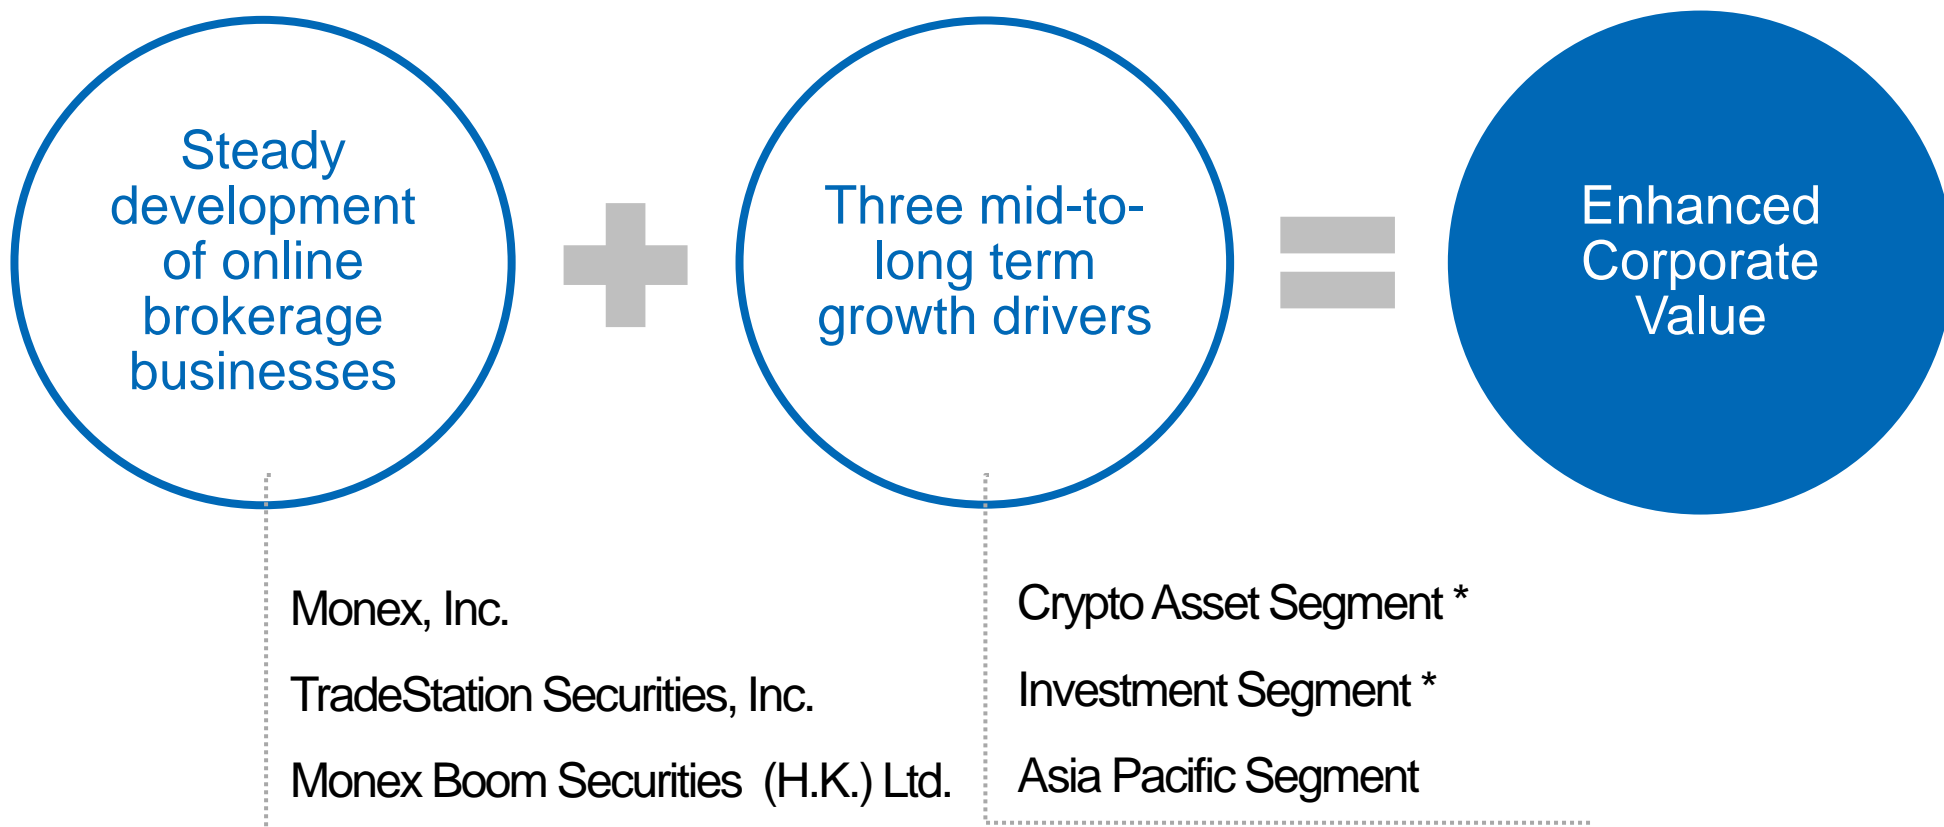 Steady
development
of online
brokerage
businesses
Three mid-to-
long term
growth drivers
Enhanced
Corporate
Value
Monex, Inc.
TradeStation Securities, Inc.
Monex Boom Securities (H.K.) Ltd.
Crypto Asset Segment *
Investment Segment *
Asia Pacific Segment